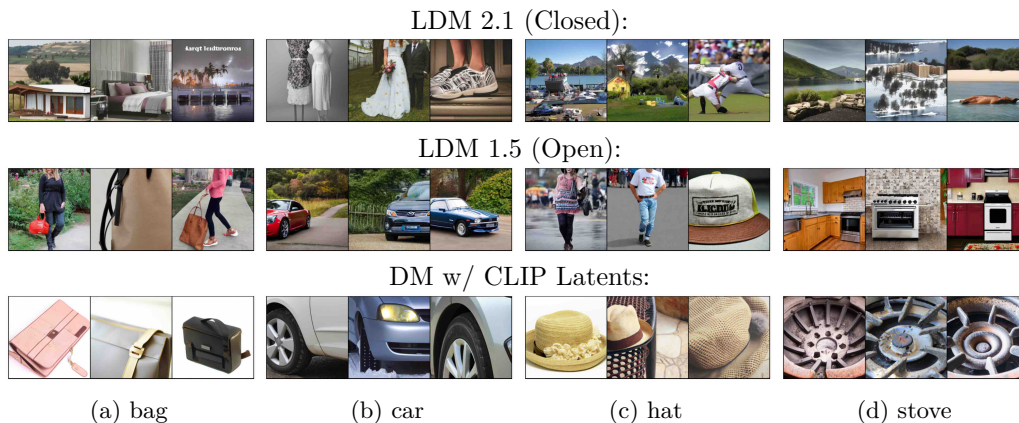 LDM 2.1 (Closed):
LDM 1.5 (Open):
DM w/ CLIP Latents:
(a) bag
(b) car
(c) hat
(d) stove